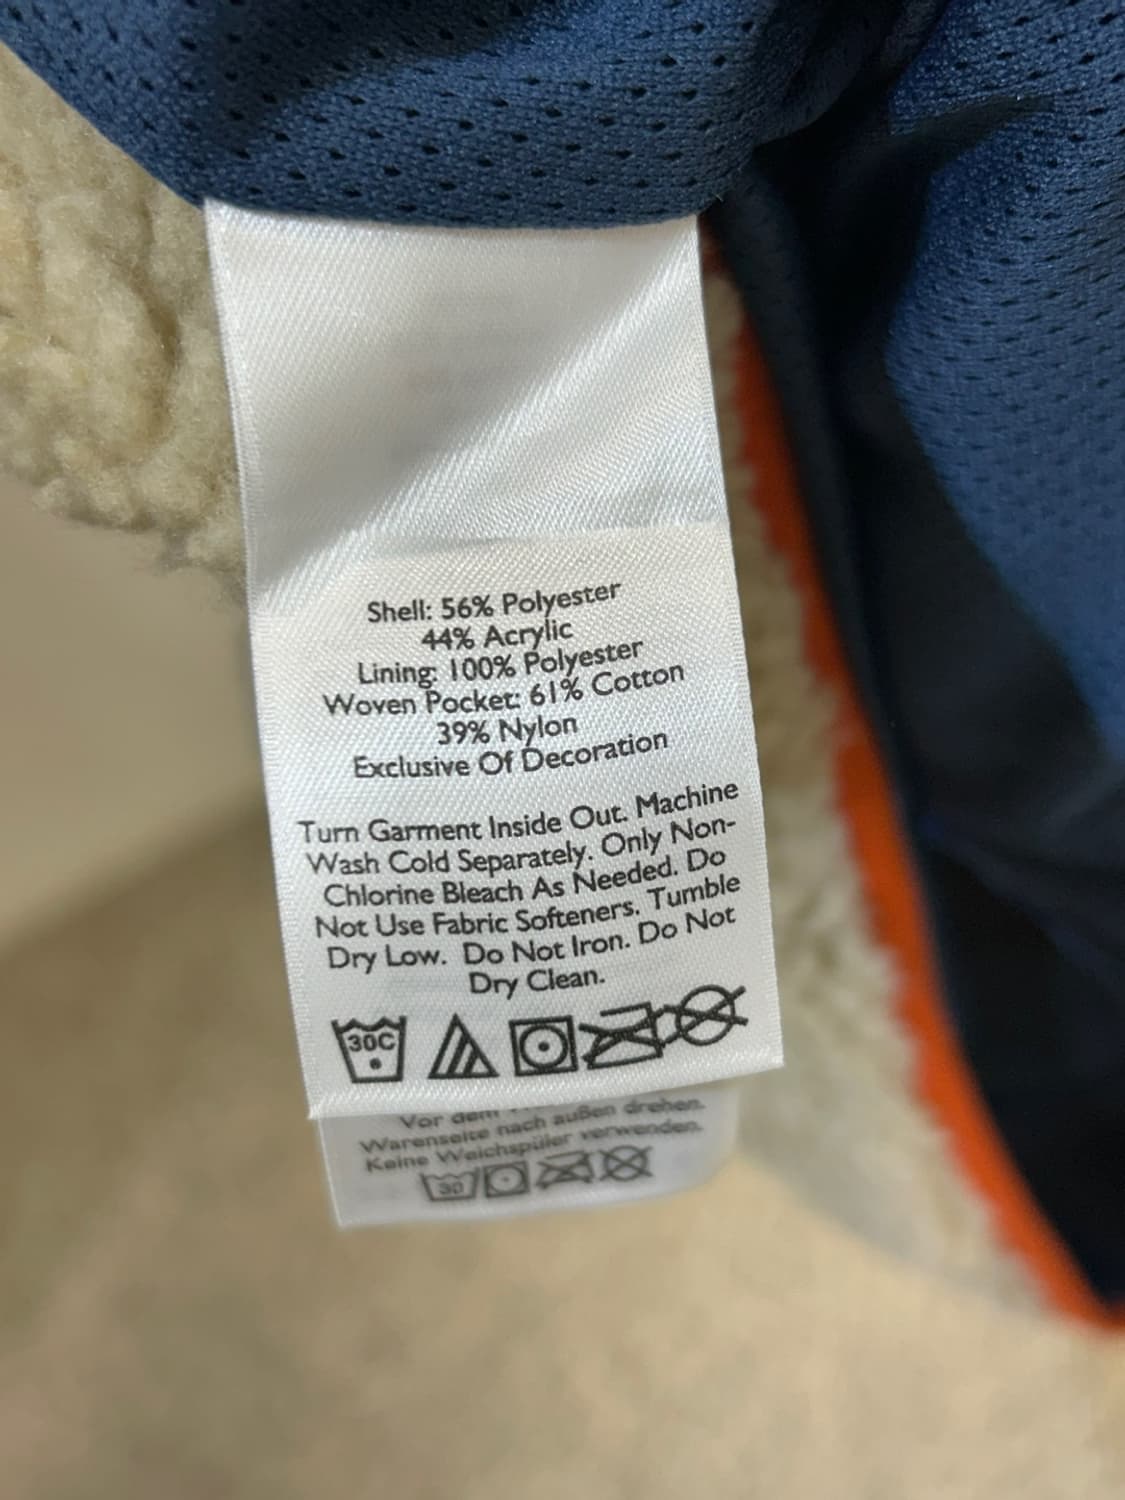 Shell: 56% Polyester
44% Acrylic
Lining: 100% Polyester
Woven Pocket: 61% Cotton
39% Nylon
Exclusive Of Decoration
Turn Garment Inside Out. Machine
Wash Cold Separately. Only Non-
Chlorine Bleach As Needed. Do
Not Use Fabric Softeners. Tumble
Dry Low. Do Not Iron. Do Not
Dry Clean.
30C
Vor dem
Warenseite nach außen drehen.
Keine Weichspüler verwenden.
30